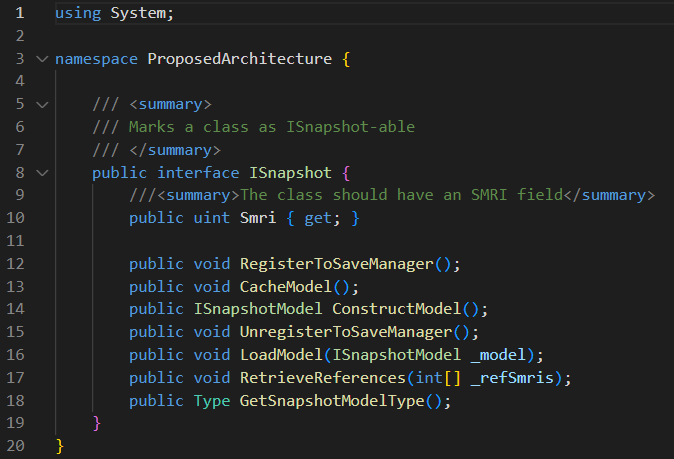 1 using System;
2
3 namespace ProposedArchitecture {
4
5 /// <summary>
6 /// Marks a class as ISnapshot-able
7 /// </summary>
8 public interface ISnapshot {
9 ///<summary>The class should have an SMRI field</summary>
10 public uint Smri { get; }
11
12 public void RegisterToSaveManager();
13 public void CacheModel();
14 public ISnapshotModel ConstructModel();
15 public void UnregisterToSaveManager();
16 public void LoadModel(ISnapshotModel _model);
17 public void RetrieveReferences(int[] _refSmris);
18 public Type GetSnapshotModelType();
19 }
20 }